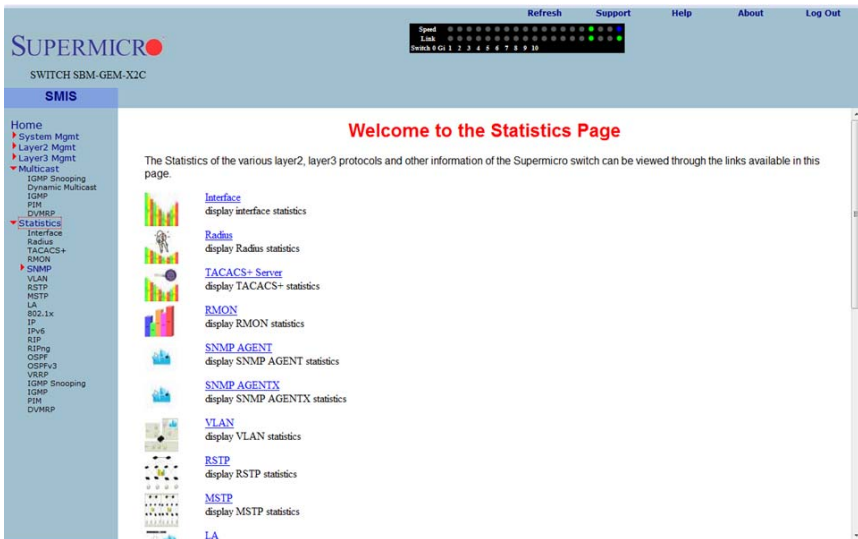 Refresh Support Help About Log Out
Speed
Link
Switch 0 Gi 1 2 3 4 5 6 7 8 9 10
SUPERMICRO
SWITCH SBM-GEM-X2C
SMIS
Home
System Mgmt
Layer2 Mgmt
Layer3 Mgmt
Multicast
IGMP Snooping
Dynamic Multicast
IGMP
PIM
DVMRP
Statistics
Interface
Radius
TACACS+
RMON
SNMP
VLAN
RSTP
MSTP
LA
802.1x
IP
IPv6
RIP
RIPng
OSPF
OSPFv3
VRRP
IGMP Snooping
IGMP
PIM
DVMRP
Welcome to the Statistics Page
The Statistics of the various layer2, layer3 protocols and other information of the Supermicro switch can be viewed through the links available in this
page.
Interface
display interface statistics
Radius
display Radius statistics
TACACS+ Server
display TACACS+ statistics
RMON
display RMON statistics
SNMP AGENT
display SNMP AGENT statistics
SNMP AGENTX
display SNMP AGENTX statistics
VLAN
display VLAN statistics
RSTP
display RSTP statistics
MSTP
display MSTP statistics
LA